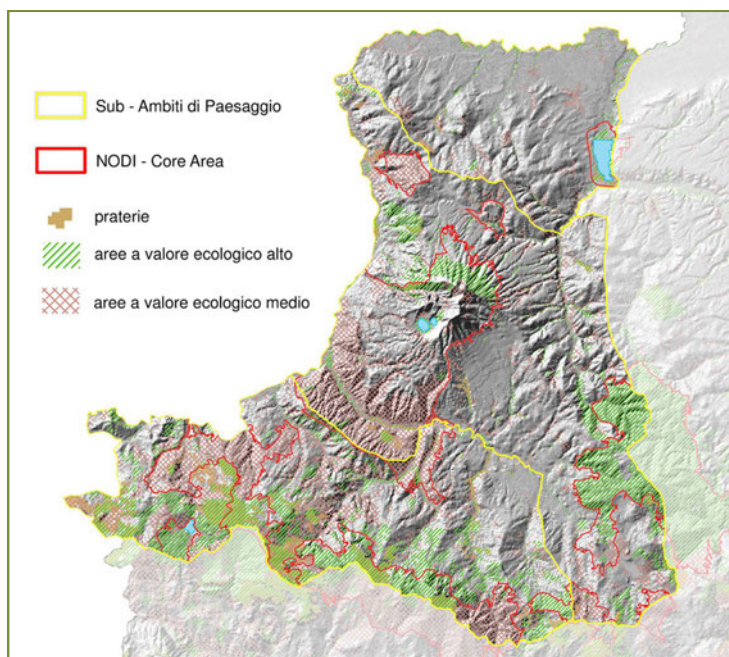 Sub - Ambiti di Paesaggio
NODI - Core Area
praterie
aree a valore ecologico alto
aree a valore ecologico medio